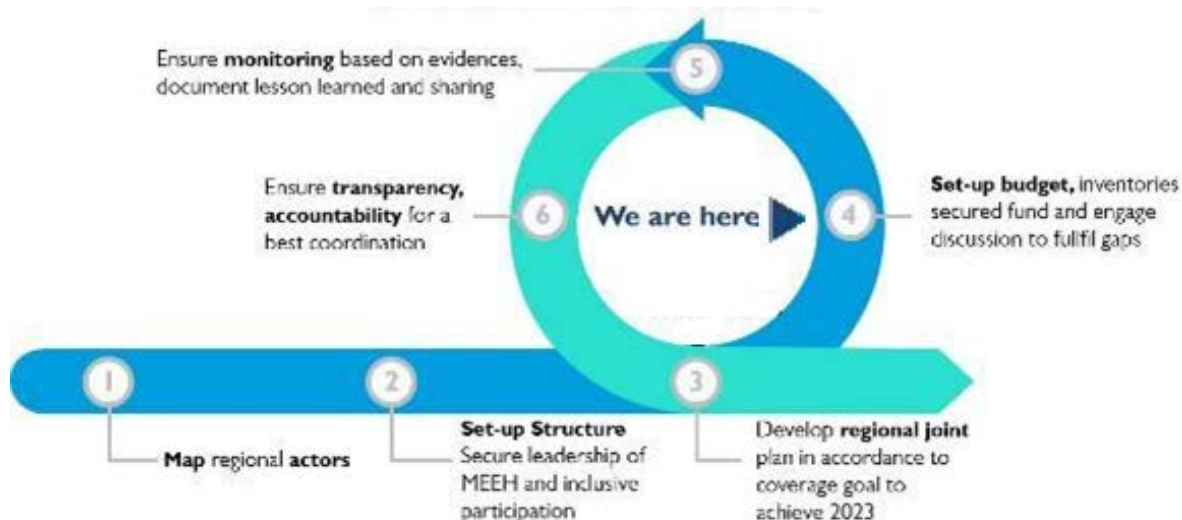 Ensure monitoring based on evidences,
document lesson learned and sharing
5
Ensure transparency,
accountability for a
best coordination
6
We are here
4
Set-up budget, inventories
secured fund and engage
discussion to fullfil gaps
1
2
3
Map regional actors
Set-up Structure
Secure leadership of
MEEH and inclusive
participation
Develop regional joint
plan in accordance to
coverage goal to
achieve 2023